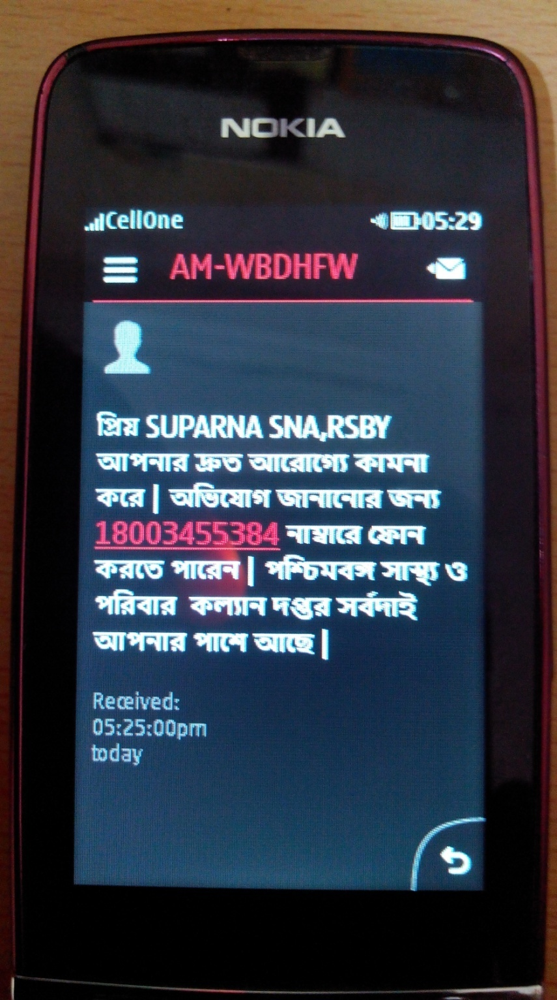 NOKIA
CellOne 05:29
AM-WBDHFW
প্রিয় SUPARNA SNA,RSBY
আপনার দ্রুত আরোগ্যে কামনা
করে | অভিযোগ জানানোর জন্য
18003455384 নাম্বারে ফোন
করতে পারেন | পশ্চিমবঙ্গ সাস্থ্য ও
পরিবার কল্যান দপ্তর সর্বদাই
আপনার পাশে আছে |
Received:
05:25:00pm
today